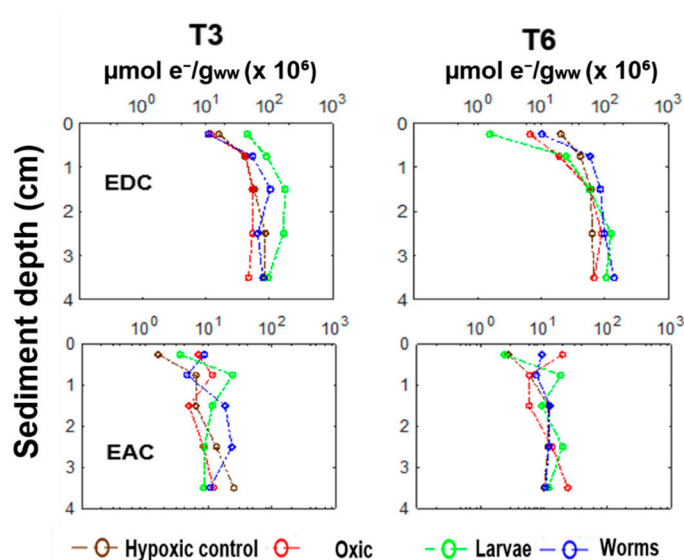 T3 T6
µmol e⁻/gww (x 10⁶) µmol e⁻/gww (x 10⁶)
10⁰ 10¹ 10² 10³ 10⁰ 10¹ 10² 10³
0 0
1 1
EDC
2 2
3 3
4 4
Sediment depth (cm)
10⁰ 10¹ 10² 10³ 10⁰ 10¹ 10² 10³
0 0
1 1
2 2
EAC
3 3
4 4
Hypoxic control Oxic Larvae Worms